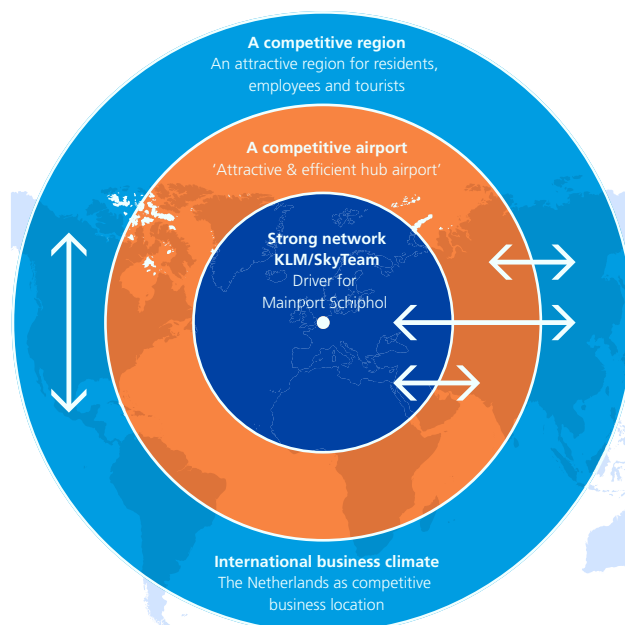 A competitive region
An attractive region for residents,
employees and tourists
A competitive airport
‘Attractive & efficient hub airport’
Strong network
KLM/SkyTeam
Driver for
Mainport Schiphol
International business climate
The Netherlands as competitive
business location